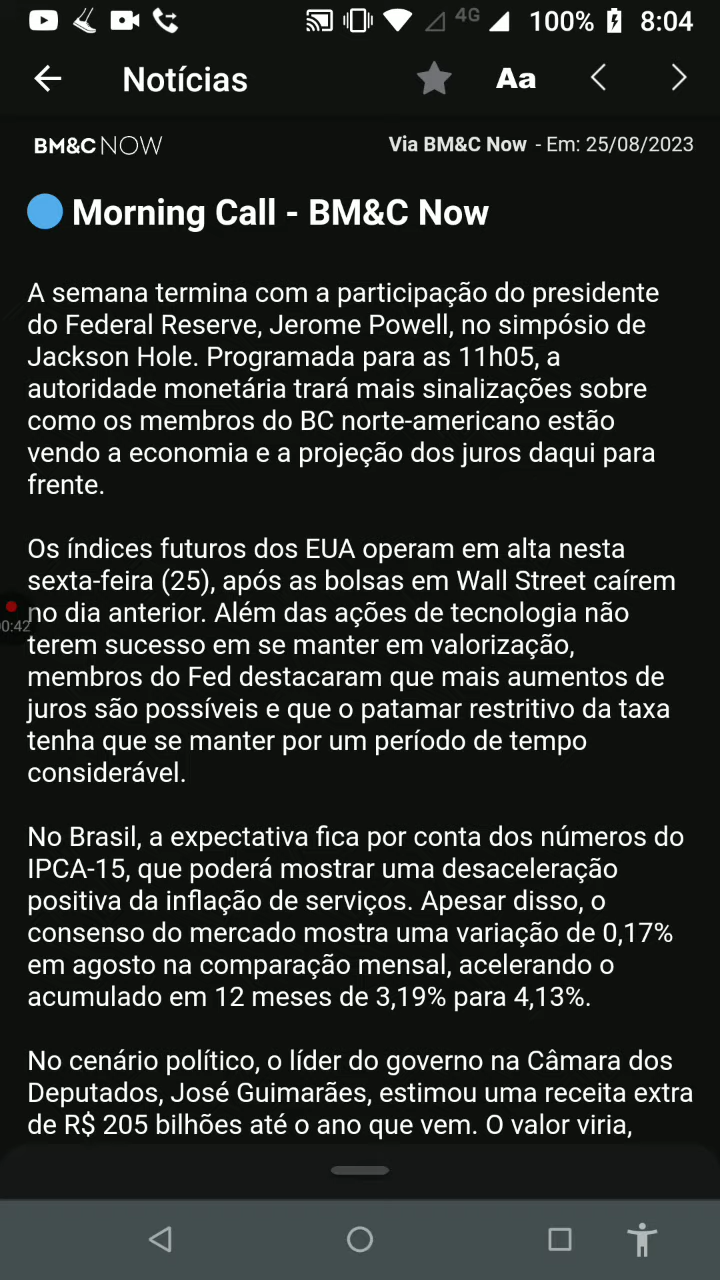 4G 100% 8:04
Notícias Aa
BM&C NOW Via BM&C Now - Em: 25/08/2023
Morning Call - BM&C Now
A semana termina com a participação do presidente
do Federal Reserve, Jerome Powell, no simpósio de
Jackson Hole. Programada para as 11h05, a
autoridade monetária trará mais sinalizações sobre
como os membros do BC norte-americano estão
vendo a economia e a projeção dos juros daqui para
frente.
Os índices futuros dos EUA operam em alta nesta
sexta-feira (25), após as bolsas em Wall Street caírem
no dia anterior. Além das ações de tecnologia não
terem sucesso em se manter em valorização,
membros do Fed destacaram que mais aumentos de
juros são possíveis e que o patamar restritivo da taxa
tenha que se manter por um período de tempo
considerável.
No Brasil, a expectativa fica por conta dos números do
IPCA-15, que poderá mostrar uma desaceleração
positiva da inflação de serviços. Apesar disso, o
consenso do mercado mostra uma variação de 0,17%
em agosto na comparação mensal, acelerando o
acumulado em 12 meses de 3,19% para 4,13%.
No cenário político, o líder do governo na Câmara dos
Deputados, José Guimarães, estimou uma receita extra
de R$ 205 bilhões até o ano que vem. O valor viria,